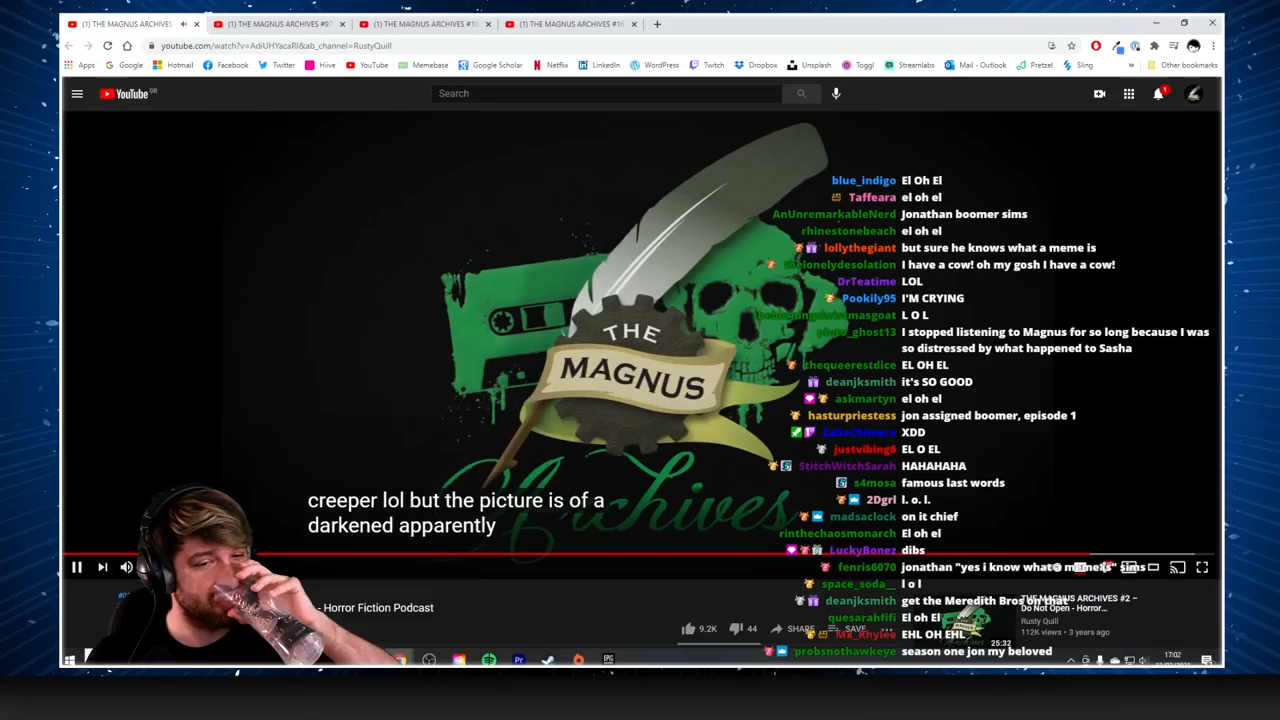 (1) THE MAGNUS ARCHIVES
(1) THE MAGNUS ARCHIVES #9
(1) THE MAGNUS ARCHIVES #10
(1) THE MAGNUS ARCHIVES #16
youtube.com/watch?v=AdiUHYacaRI&ab_channel=RustyQuill
Apps
Google
Hotmail
Facebook
Twitter
Hive
YouTube
Memebase
Google Scholar
Netflix
LinkedIn
WordPress
Twitch
Dropbox
Unsplash
Toggl
Streamlabs
Mail - Outlook
Pretzel
Sling
Other bookmarks
YouTube GB
Search
1
THE
MAGNUS
Archives
creeper lol but the picture is of a
darkened apparently
blue_indigo El Oh El
Taffeara el oh el
AnUnremarkableNerd Jonathan boomer sims
rhinestonebeach el oh el
lollythegiant but sure he knows what a meme is
thelonelydesolation I have a cow! oh my gosh I have a cow!
DrTeatime LOL
Pookily95 I'M CRYING
L O L
pluto_ghost13 I stopped listening to Magnus for so long because I was
so distressed by what happened to Sasha
thequeerestdice EL OH EL
deanjksmith it's SO GOOD
askmartyn el oh el
hasturpriestess jon assigned boomer, episode 1
ZaliaChimera XDD
justvibing6 EL O EL
StitchWitchSarah HAHAHAHA
s4mosa famous last words
2Dgrl l. o. l.
madsaclock on it chief
rinthechaosmonarch El oh el
LuckyBonez dibs
fenris6070 jonathan "yes i know what a meme is" sims
space_soda__ l o l
deanjksmith get the Meredith Bros on that
quesarahfifi El oh el
Mx_Rhylee EHL OH EHL
probsnothawkeye season one jon my beloved
- Horror Fiction Podcast
9.2K
44
SHARE
SAVE
THE MAGNUS ARCHIVES #2 –
Do Not Open - Horror...
Rusty Quill
112K views • 3 years ago
25:32
17:02